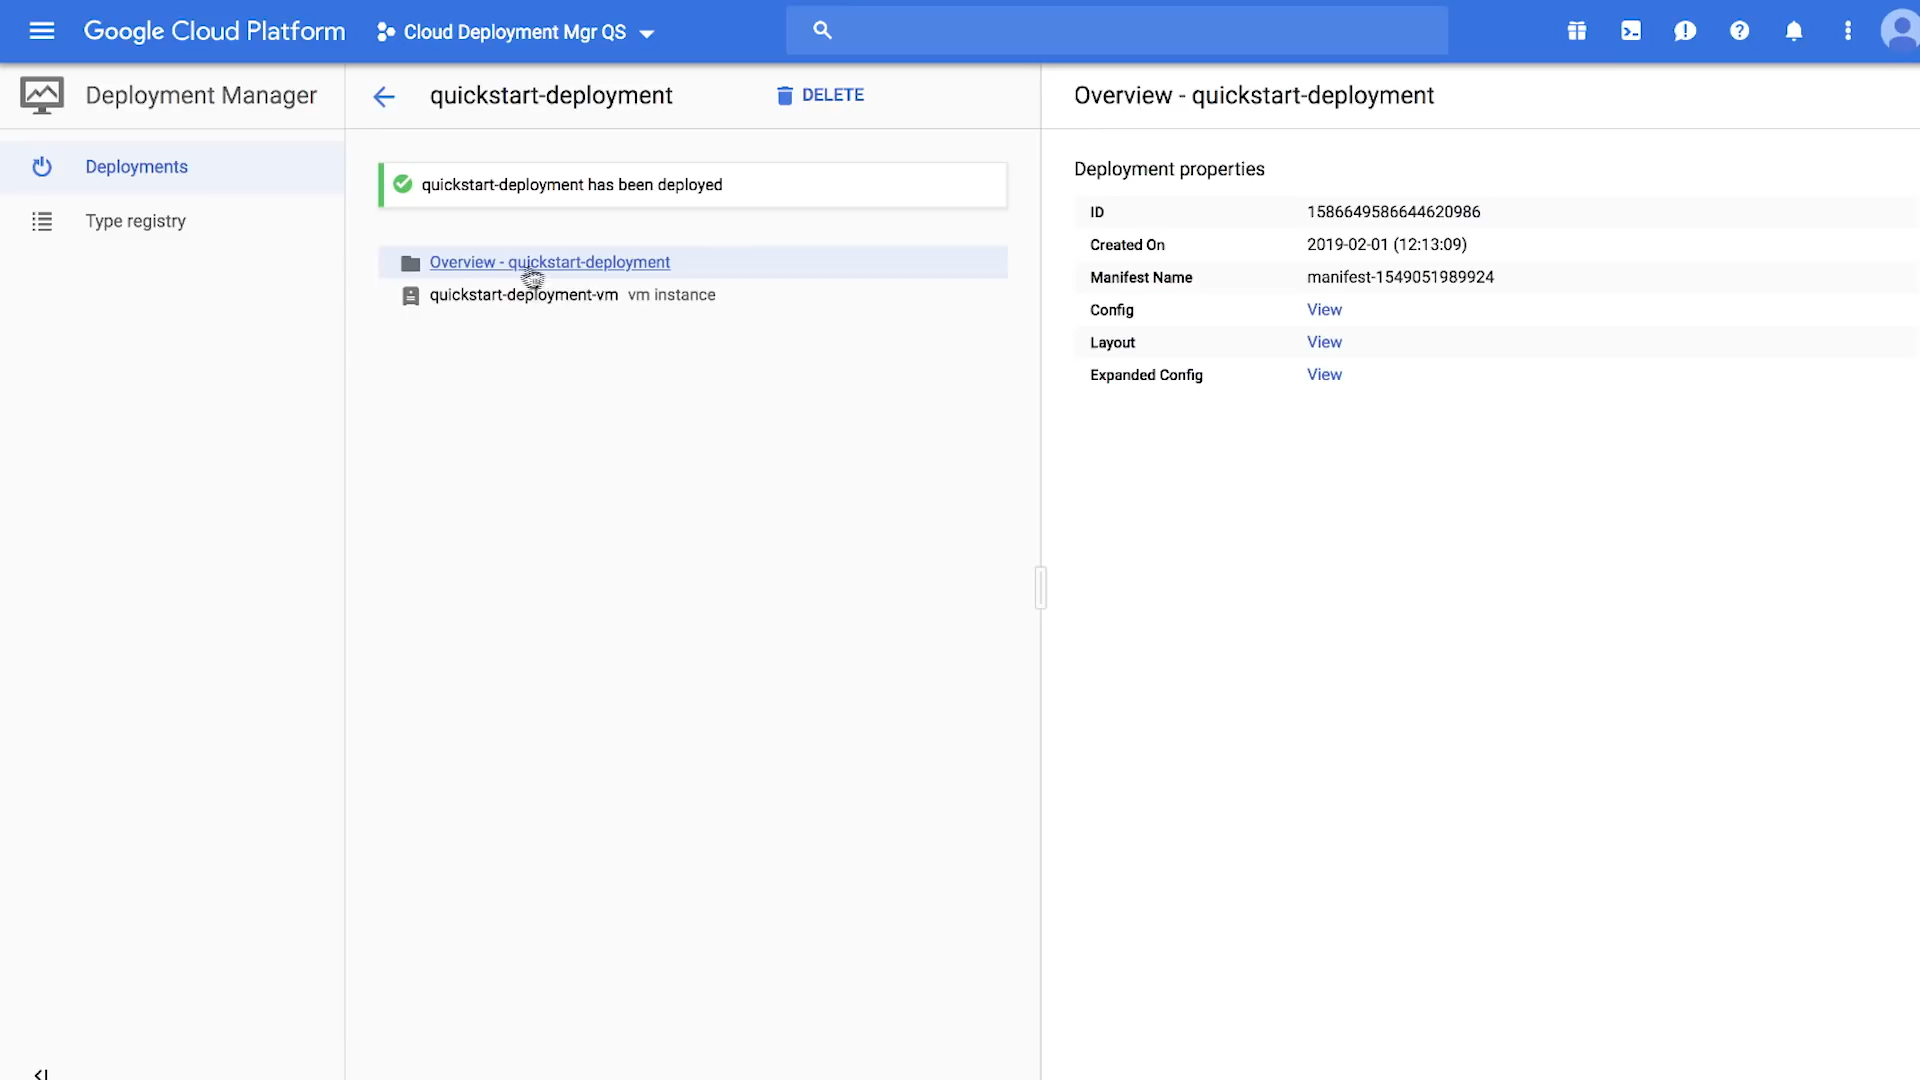 Google Cloud Platform
Cloud Deployment Mgr QS
Deployment Manager
Deployments
Type registry
quickstart-deployment
DELETE
quickstart-deployment has been deployed
Overview - quickstart-deployment
quickstart-deployment-vm vm instance
Overview - quickstart-deployment
Deployment properties
ID 1586649586644620986
Created On 2019-02-01 (12:13:09)
Manifest Name manifest-1549051989924
Config View
Layout View
Expanded Config View